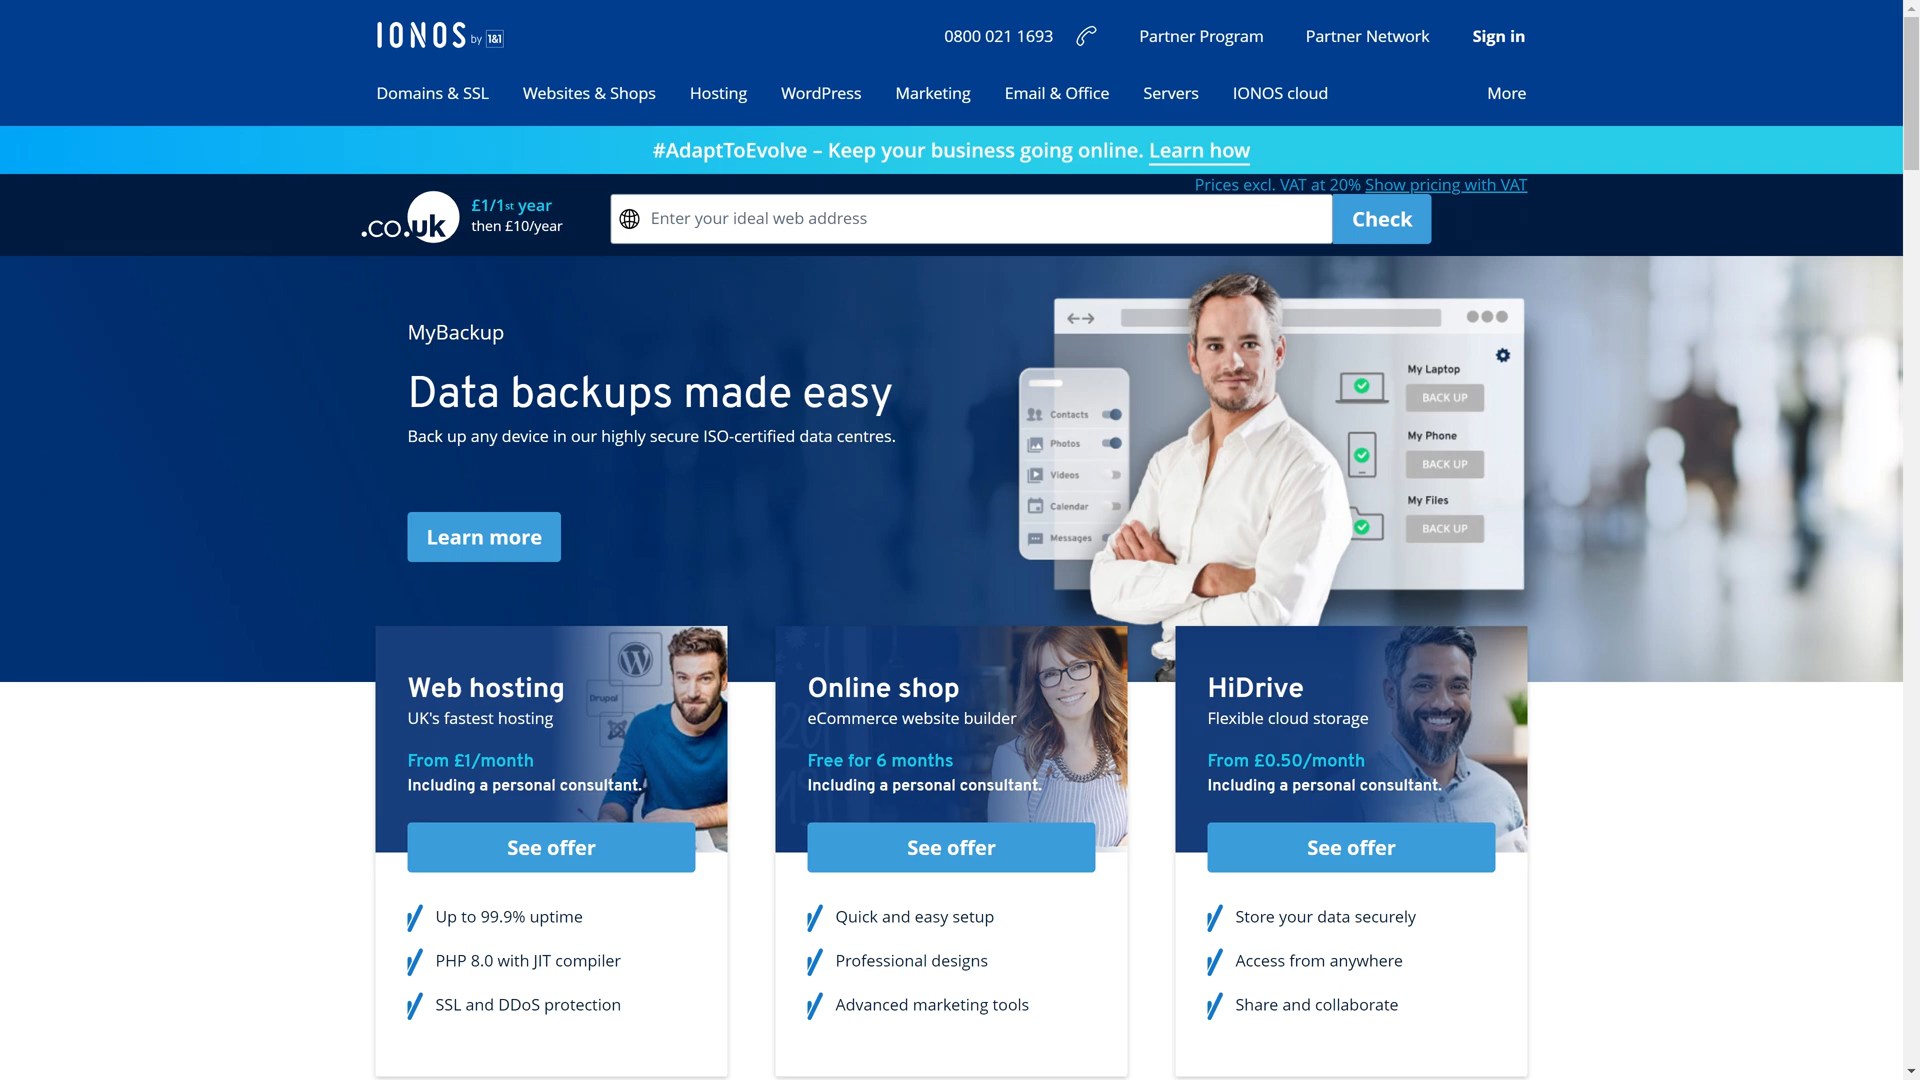 IONOS by 1&1
0800 021 1693
Partner Program
Partner Network
Sign in
Domains & SSL
Websites & Shops
Hosting
WordPress
Marketing
Email & Office
Servers
IONOS cloud
More
#AdaptToEvolve – Keep your business going online. Learn how
Prices excl. VAT at 20% Show pricing with VAT
.co.uk
£1/1st year
then £10/year
Enter your ideal web address
Check
MyBackup
Data backups made easy
Back up any device in our highly secure ISO-certified data centres.
Learn more
Contacts
Photos
Videos
Calendar
Messages
My Laptop
BACK UP
My Phone
BACK UP
My Files
BACK UP
Web hosting
UK's fastest hosting
From £1/month
Including a personal consultant.
See offer
Up to 99.9% uptime
PHP 8.0 with JIT compiler
SSL and DDoS protection
Drupal
Online shop
eCommerce website builder
Free for 6 months
Including a personal consultant.
See offer
Quick and easy setup
Professional designs
Advanced marketing tools
HiDrive
Flexible cloud storage
From £0.50/month
Including a personal consultant.
See offer
Store your data securely
Access from anywhere
Share and collaborate